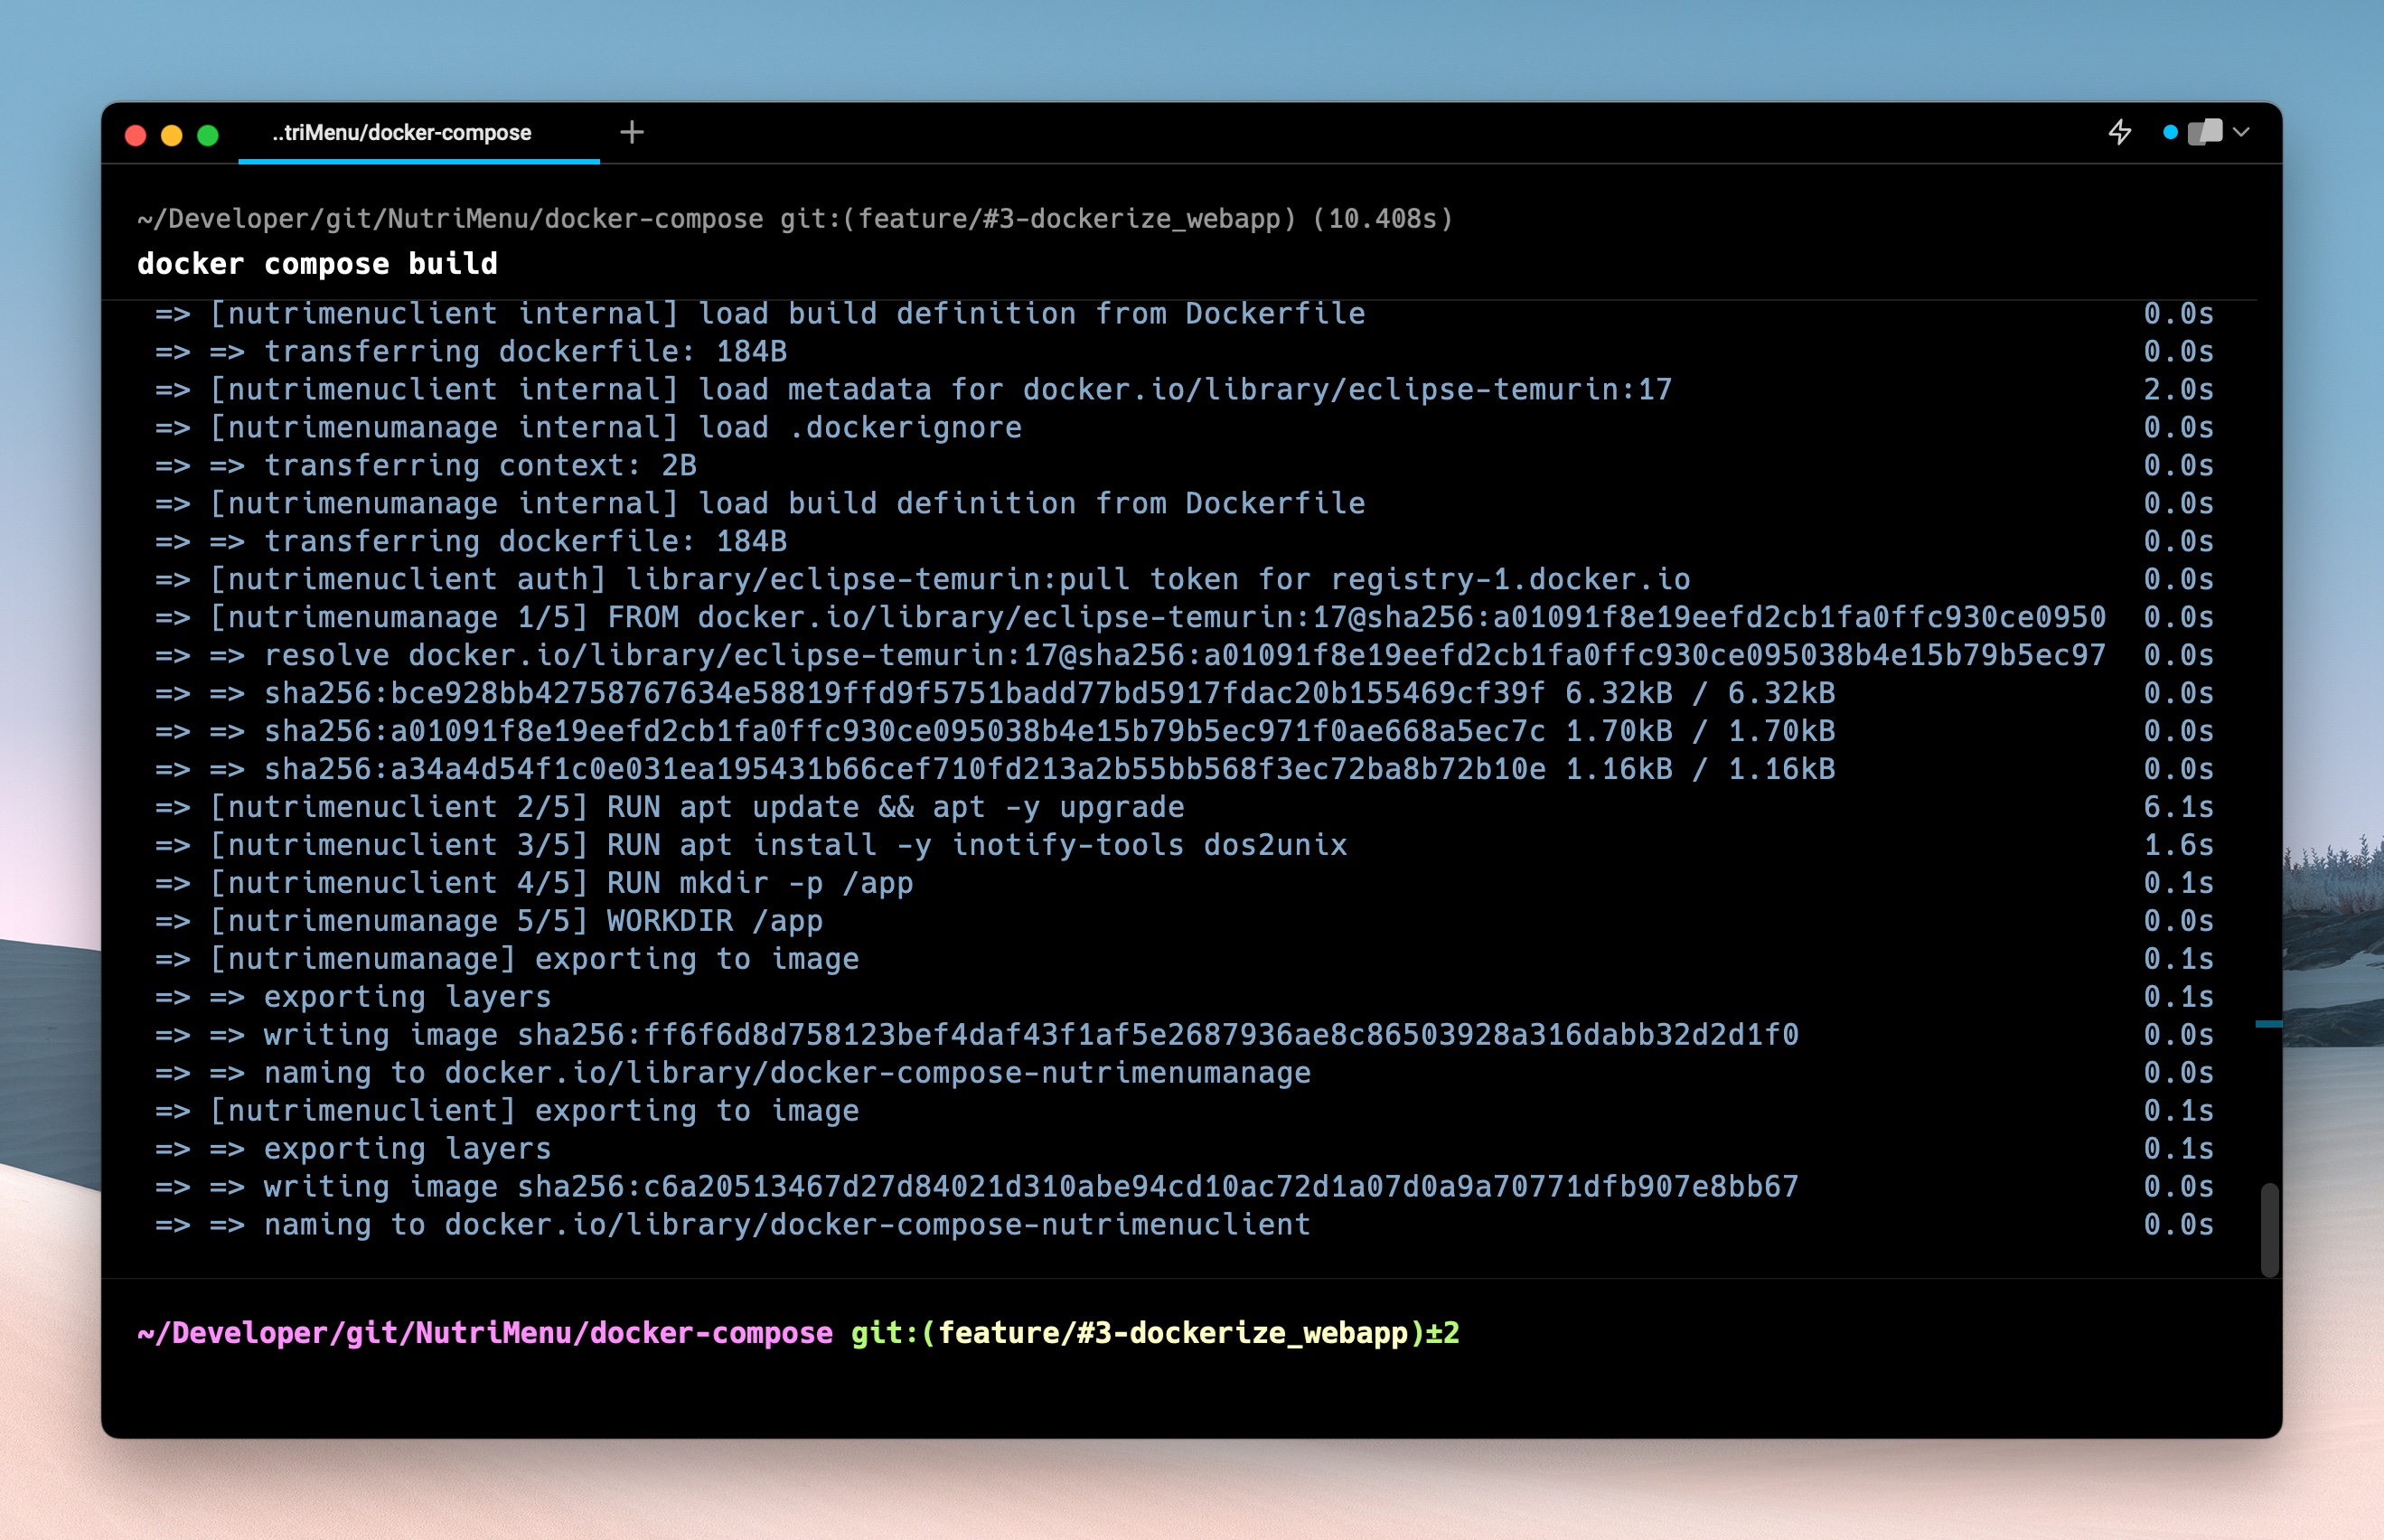 ..triMenu/docker-compose
~/Developer/git/NutriMenu/docker-compose git:(feature/#3-dockerize_webapp) (10.408s)
docker compose build
=> [nutrimenuclient internal] load build definition from Dockerfile 0.0s
=> => transferring dockerfile: 184B 0.0s
=> [nutrimenuclient internal] load metadata for docker.io/library/eclipse-temurin:17 2.0s
=> [nutrimenumanage internal] load .dockerignore 0.0s
=> => transferring context: 2B 0.0s
=> [nutrimenumanage internal] load build definition from Dockerfile 0.0s
=> => transferring dockerfile: 184B 0.0s
=> [nutrimenuclient auth] library/eclipse-temurin:pull token for registry-1.docker.io 0.0s
=> [nutrimenumanage 1/5] FROM docker.io/library/eclipse-temurin:17@sha256:a01091f8e19eefd2cb1fa0ffc930ce0950 0.0s
=> => resolve docker.io/library/eclipse-temurin:17@sha256:a01091f8e19eefd2cb1fa0ffc930ce095038b4e15b79b5ec97 0.0s
=> => sha256:bce928bb42758767634e58819ffd9f5751badd77bd5917fdac20b155469cf39f 6.32kB / 6.32kB 0.0s
=> => sha256:a01091f8e19eefd2cb1fa0ffc930ce095038b4e15b79b5ec971f0ae668a5ec7c 1.70kB / 1.70kB 0.0s
=> => sha256:a34a4d54f1c0e031ea195431b66cef710fd213a2b55bb568f3ec72ba8b72b10e 1.16kB / 1.16kB 0.0s
=> [nutrimenuclient 2/5] RUN apt update && apt -y upgrade 6.1s
=> [nutrimenuclient 3/5] RUN apt install -y inotify-tools dos2unix 1.6s
=> [nutrimenuclient 4/5] RUN mkdir -p /app 0.1s
=> [nutrimenumanage 5/5] WORKDIR /app 0.0s
=> [nutrimenumanage] exporting to image 0.1s
=> => exporting layers 0.1s
=> => writing image sha256:ff6f6d8d758123bef4daf43f1af5e2687936ae8c86503928a316dabb32d2d1f0 0.0s
=> => naming to docker.io/library/docker-compose-nutrimenumanage 0.0s
=> [nutrimenuclient] exporting to image 0.1s
=> => exporting layers 0.1s
=> => writing image sha256:c6a20513467d27d84021d310abe94cd10ac72d1a07d0a9a70771dfb907e8bb67 0.0s
=> => naming to docker.io/library/docker-compose-nutrimenuclient 0.0s
~/Developer/git/NutriMenu/docker-compose git:(feature/#3-dockerize_webapp)±2